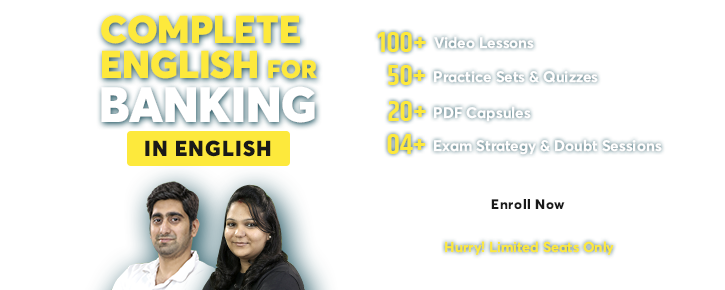 COMPLETE
ENGLISH FOR
BANKING
IN ENGLISH
100+ Video Lessons
50+ Practice Sets & Quizzes
20+ PDF Capsules
04+ Exam Strategy & Doubt Sessions
Enroll Now
Hurry! Limited Seats Only